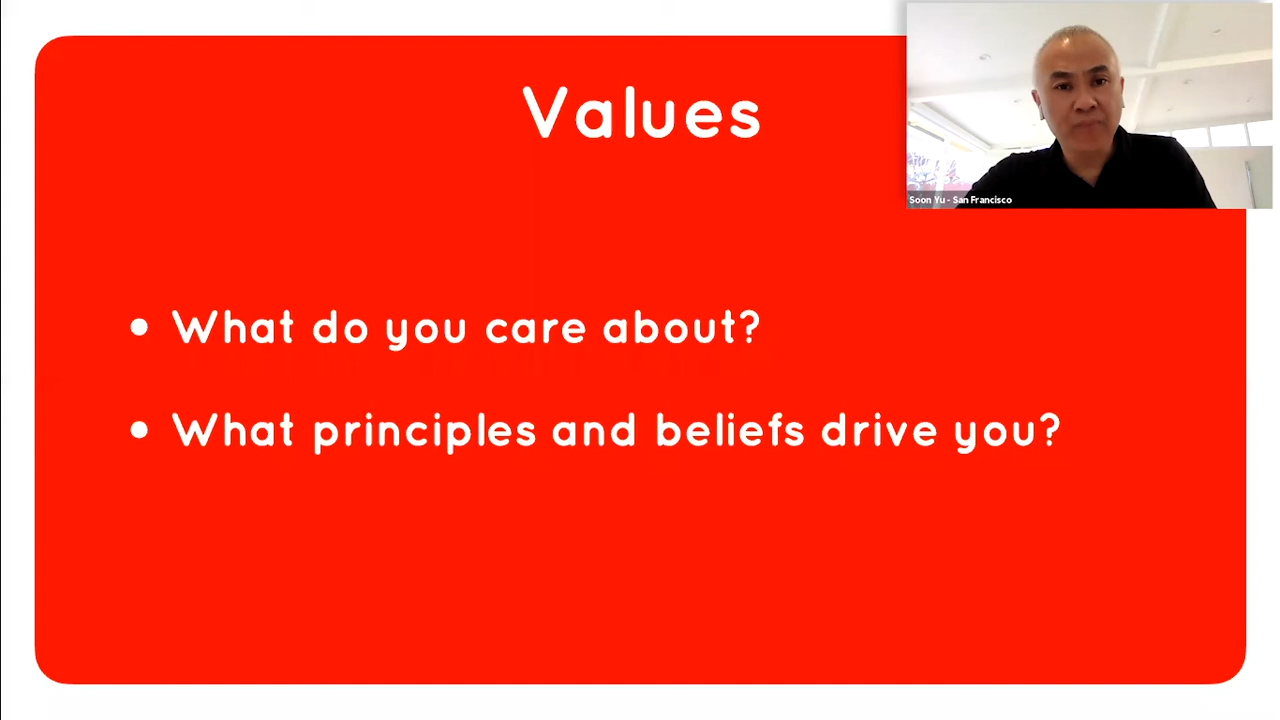 Values
Soon Yu - San Francisco
• What do you care about?
• What principles and beliefs drive you?